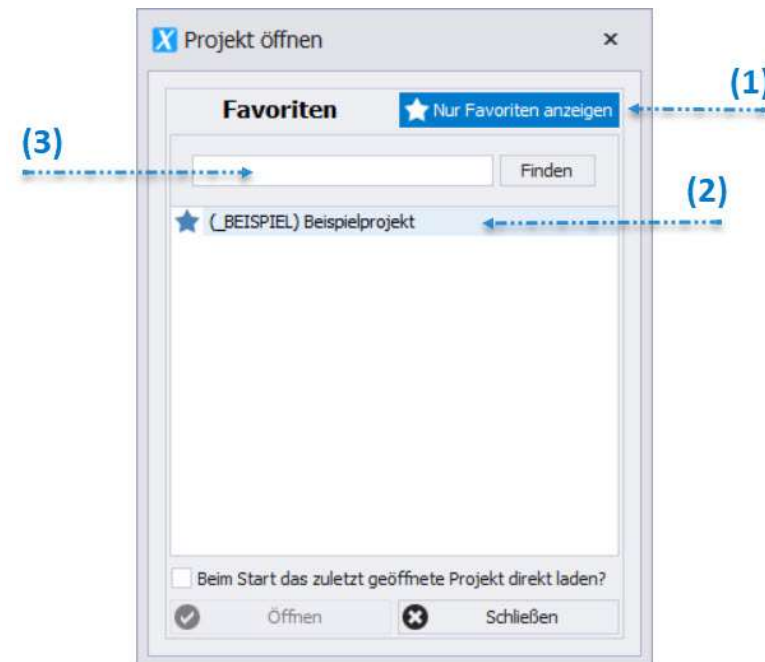 X Projekt öffnen ×
(1)
Favoriten Nur Favoriten anzeigen
(3)
Finden
(2)
(_BEISPIEL) Beispielprojekt
Beim Start das zuletzt geöffnete Projekt direkt laden?
Öffnen Schließen